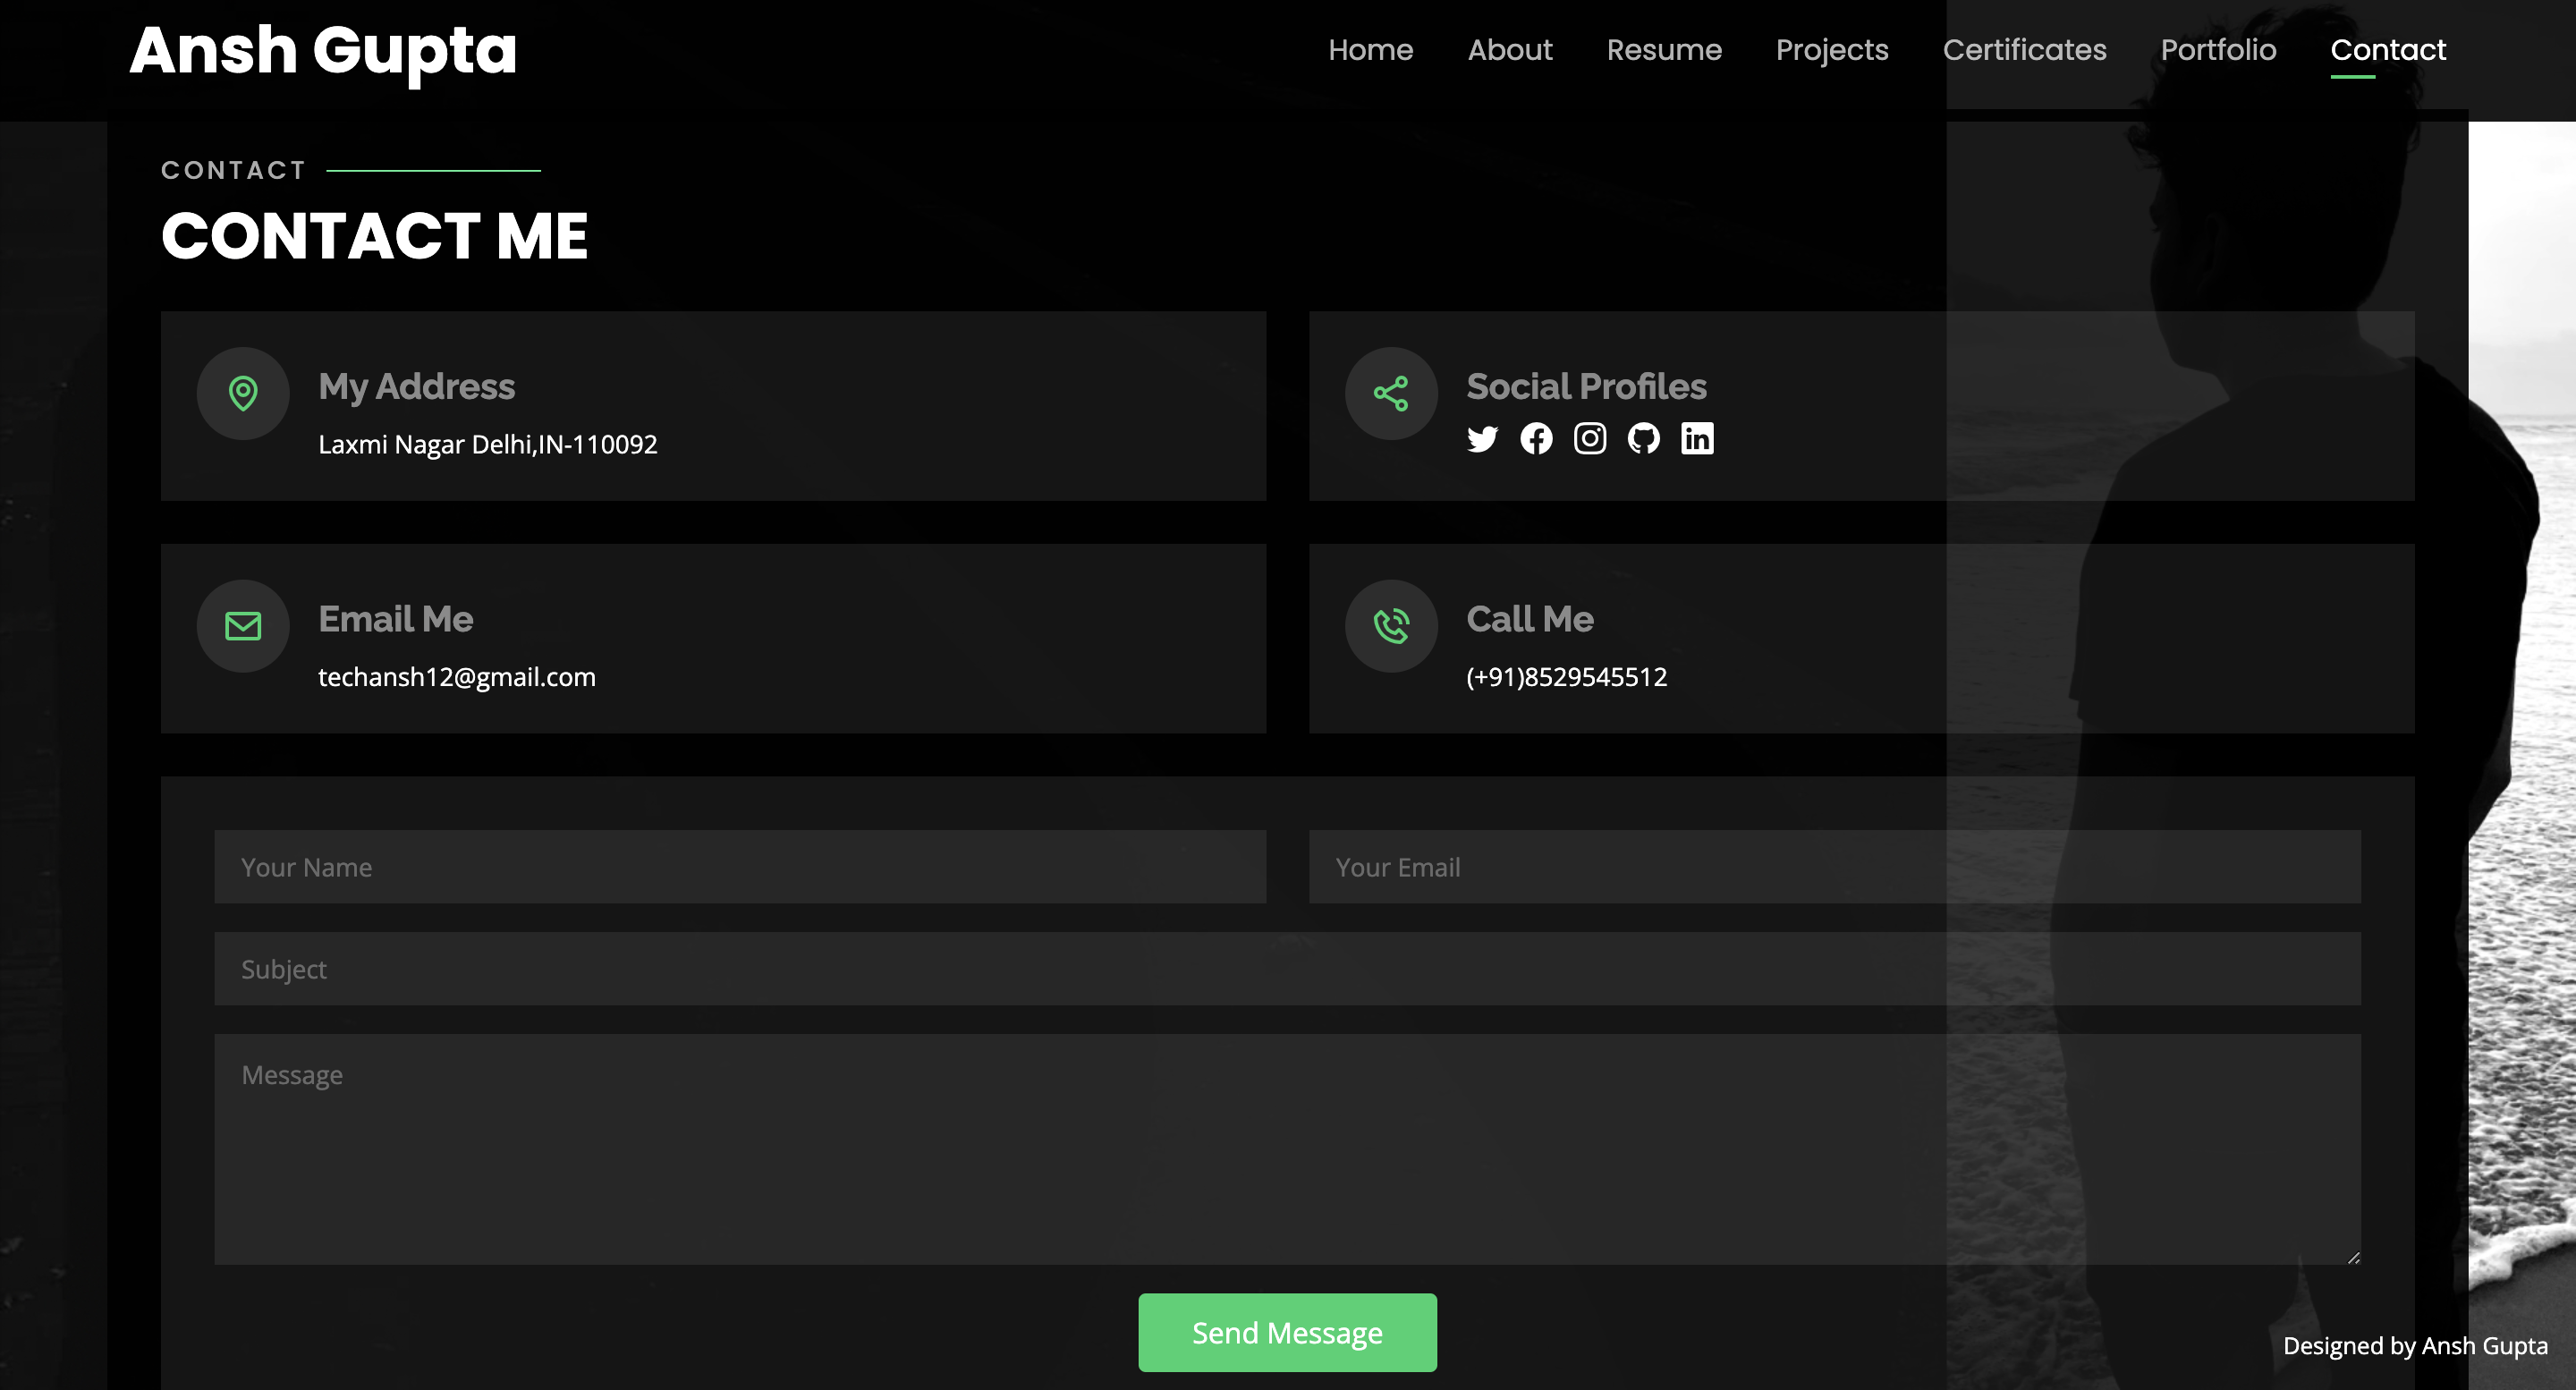 Ansh Gupta
Home About Resume Projects Certificates Portfolio Contact
CONTACT
CONTACT ME
My Address
Laxmi Nagar Delhi,IN-110092
Social Profiles
Email Me
techansh12@gmail.com
Call Me
(+91)8529545512
Your Name
Your Email
Subject
Message
Send Message
Designed by Ansh Gupta